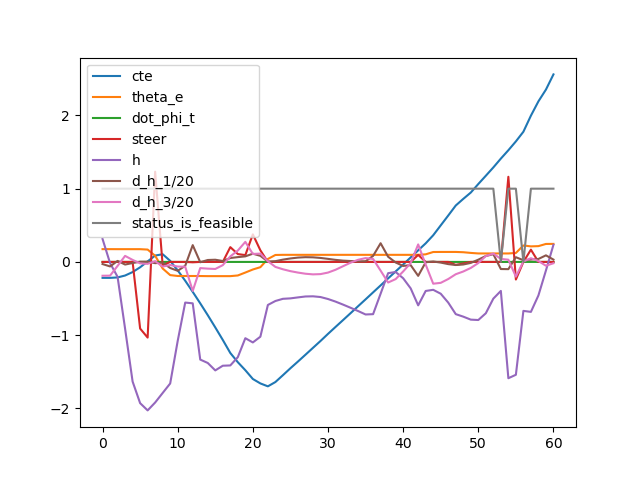 cte
theta_e
dot_phi_t
steer
h
d_h_1/20
d_h_3/20
status_is_feasible
2
1
0
−1
−2
0 10 20 30 40 50 60